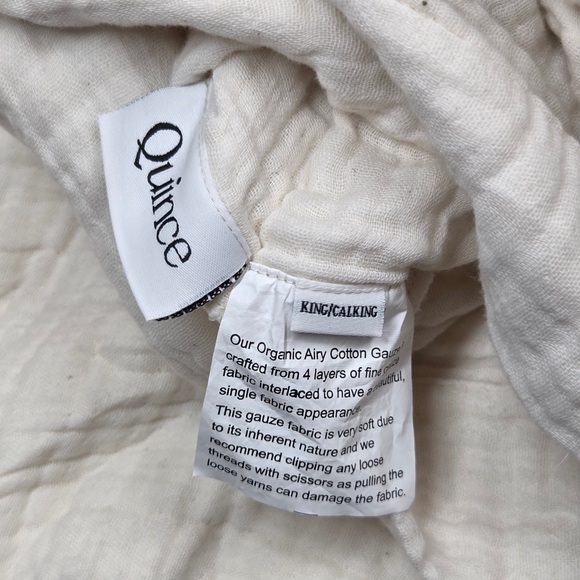 Quince
KING/CALKING
Our Organic Airy Cotton Gauze
crafted from 4 layers of fine
fabric interlaced to have a beautiful,
single fabric appearance.
This gauze fabric is very soft due
to its inherent nature and we
recommend clipping any loose
threads with scissors as pulling the
loose yarns can damage the fabric.